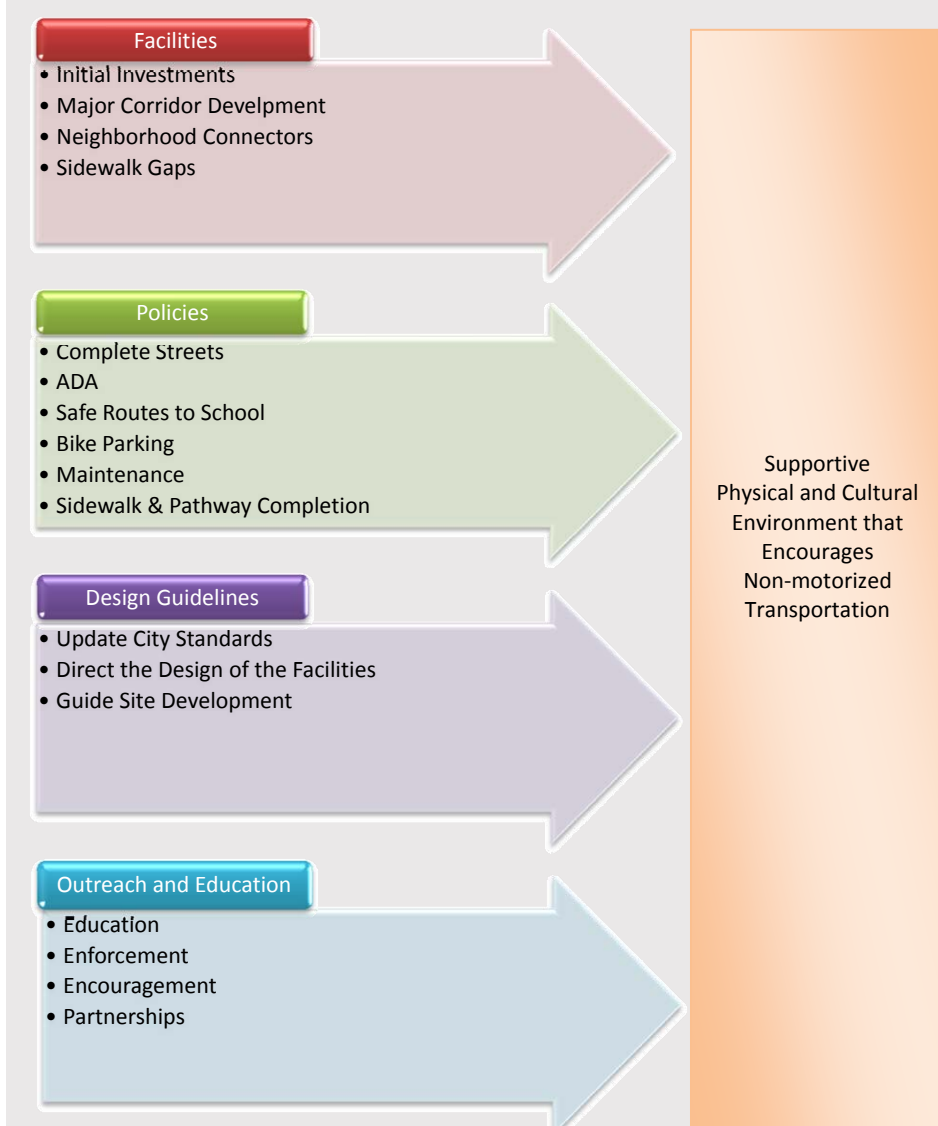 Facilities
• Initial Investments
• Major Corridor Develpment
• Neighborhood Connectors
• Sidewalk Gaps
Policies
• Complete Streets
• ADA
• Safe Routes to School
• Bike Parking
• Maintenance
• Sidewalk & Pathway Completion
Design Guidelines
• Update City Standards
• Direct the Design of the Facilities
• Guide Site Development
Outreach and Education
• Education
• Enforcement
• Encouragement
• Partnerships
Supportive
Physical and Cultural
Environment that
Encourages
Non-motorized
Transportation